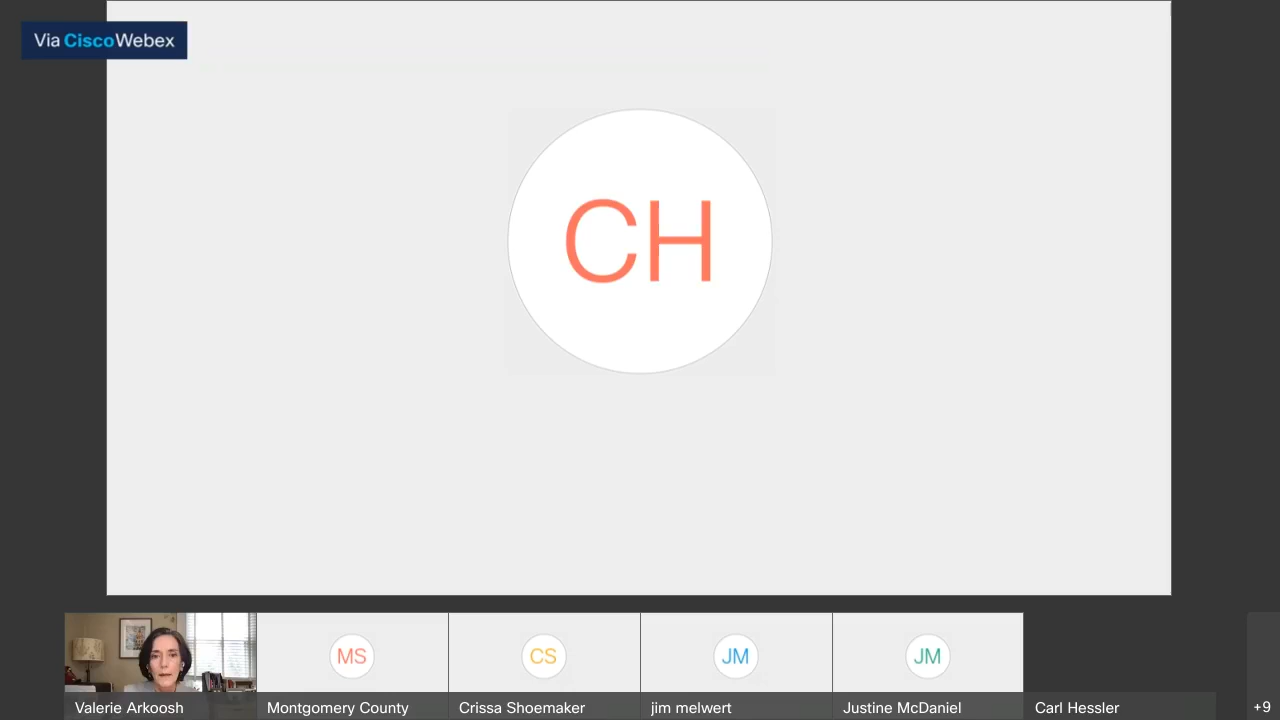 Via CiscoWebex
CH
MS
CS
JM
JM
Valerie Arkoosh
Montgomery County
Crissa Shoemaker
jim melwert
Justine McDaniel
Carl Hessler
+9